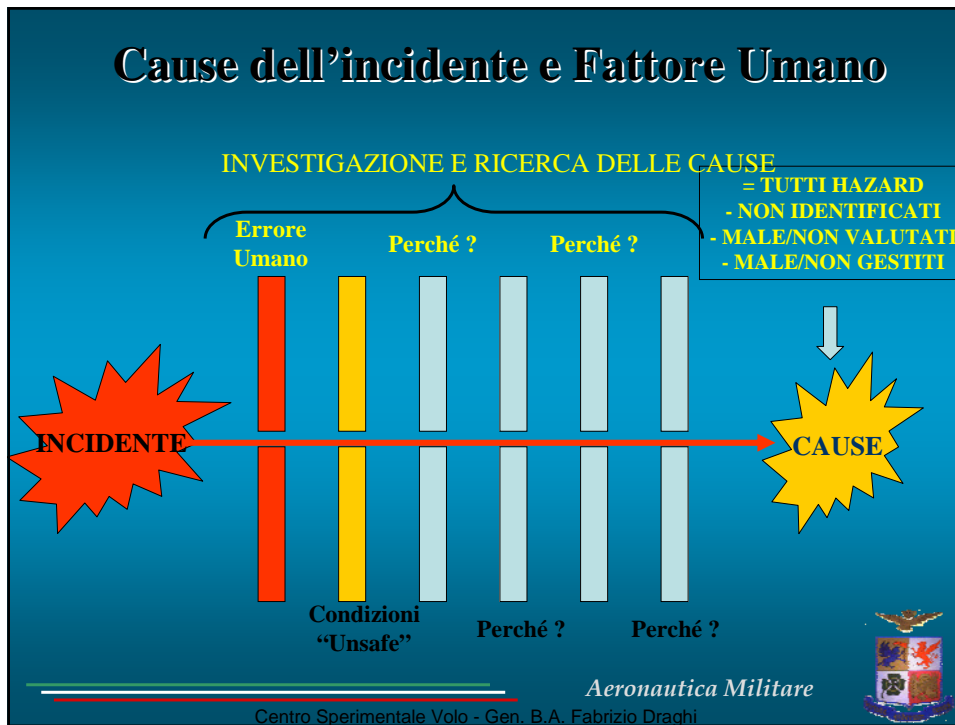 Cause dell’incidente e Fattore Umano
INVESTIGAZIONE E RICERCA DELLE CAUSE
= TUTTI HAZARD
- NON IDENTIFICATI
- MALE/NON VALUTATI
- MALE/NON GESTITI
Errore
Umano
Perché ?
Perché ?
INCIDENTE
CAUSE
Condizioni
“Unsafe”
Perché ?
Perché ?
Aeronautica Militare
Centro Sperimentale Volo - Gen. B.A. Fabrizio Draghi